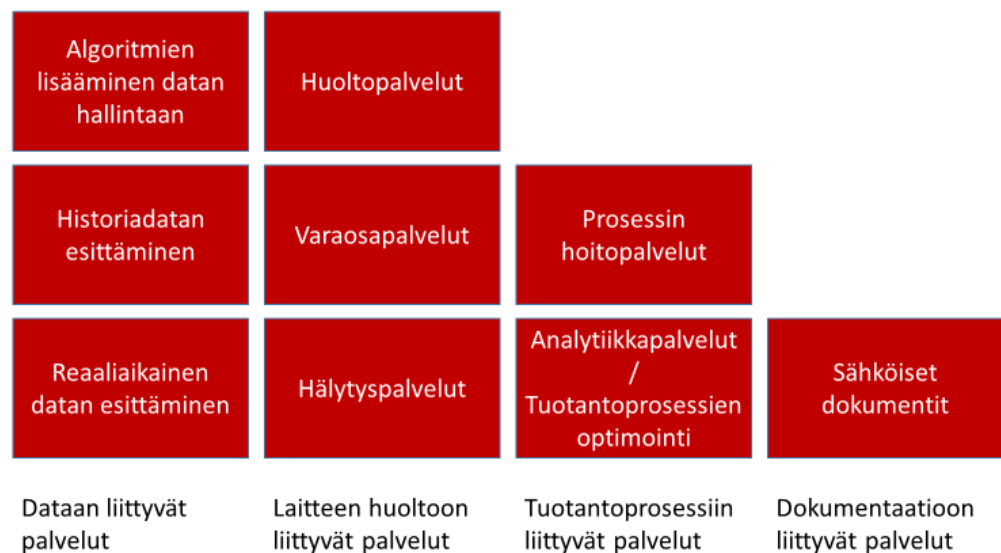 Algoritmien
lisääminen datan
hallintaan
Huoltopalvelut
Historiadatan
esittäminen
Varaosapalvelut
Prosessin
hoitopalvelut
Reaaliaikainen
datan esittäminen
Hälytyspalvelut
Analytiikkapalvelut
/
Tuotantoprosessien
optimointi
Sähköiset
dokumentit
Dataan liittyvät
palvelut
Laitteen huoltoon
liittyvät palvelut
Tuotantoprosessiin
liittyvät palvelut
Dokumentaatioon
liittyvät palvelut